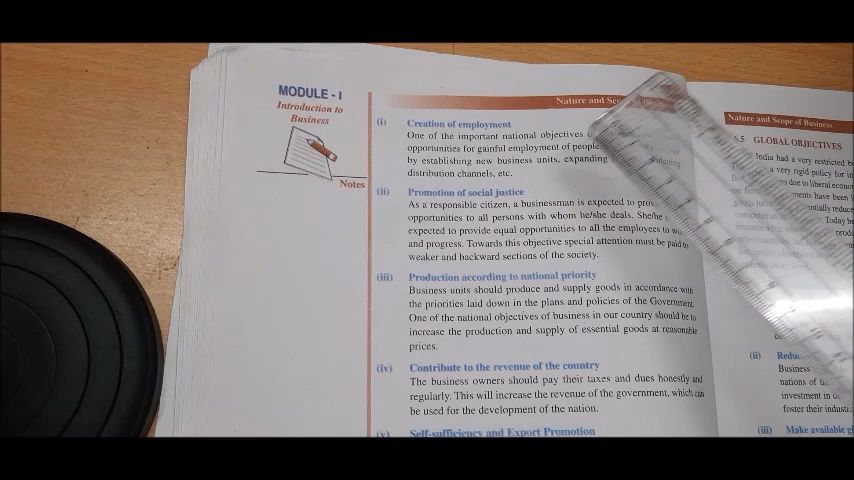 MODULE - I
Introduction to
Business
Notes
Nature and
(i) Creation of employment
One of the important national objectives
opportunities for gainful employment of people
by establishing new business units, expanding
distribution channels, etc.
(ii) Promotion of social justice
As a responsible citizen, a businessman is expected to
opportunities to all persons with whom he/she deals.
expected to provide equal opportunities to all the employees to
and progress. Towards this objective special attention must be paid to
weaker and backward sections of the society.
(iii) Production according to national priority
Business units should produce and supply goods in accordance with
the priorities laid down in the plans and policies of the Government.
One of the national objectives of business in our country should be to
increase the production and supply of essential goods at reasonable
prices.
(iv) Contribute to the revenue of the country
The business owners should pay their taxes and dues honestly and
regularly. This will increase the revenue of the government, which can
be used for the development of the nation.
(v) Self-sufficiency and Export Promotion
Nature and Scope of Business
6.5 GLOBAL OBJECTIVES
India had a very restricted
a very rigid policy for
due to liberal
have been
reduce
Today
(ii)
Business
nations of
investment in
foster their
(iii) Make available